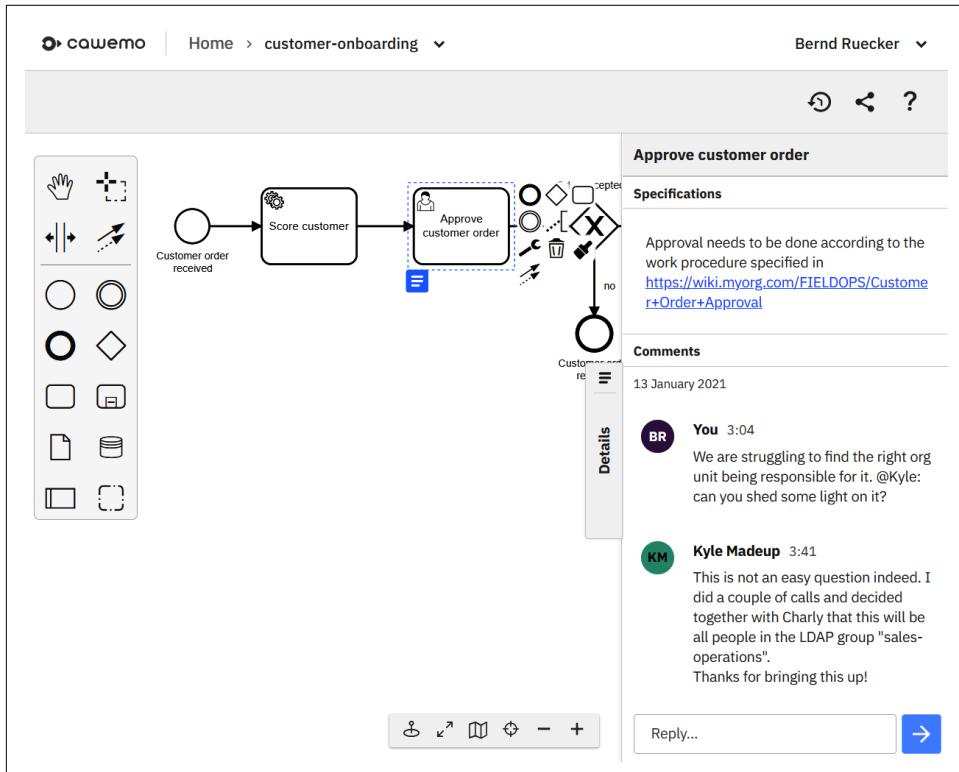 cawemo
Home > customer-onboarding
Bernd Ruecker
?
Approve customer order
Specifications
Approval needs to be done according to the
work procedure specified in
https://wiki.myorg.com/FIELDOPS/Custome
r+Order+Approval
Customer order
received
Score customer
Approve
customer order
cepted
X
no
Details
Comments
13 January 2021
BR
You 3:04
We are struggling to find the right org
unit being responsible for it. @Kyle:
can you shed some light on it?
KM
Kyle Madeup 3:41
This is not an easy question indeed. I
did a couple of calls and decided
together with Charly that this will be
all people in the LDAP group "sales-
operations".
Thanks for bringing this up!
Reply...